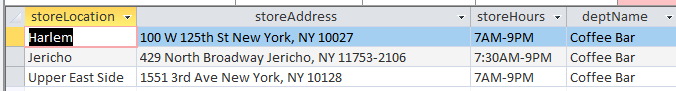 storeLocation storeAddress storeHours deptName
Harlem 100 W 125th St New York, NY 10027 7AM-9PM Coffee Bar
Jericho 429 North Broadway Jericho, NY 11753-2106 7:30AM-9PM Coffee Bar
Upper East Side 1551 3rd Ave New York, NY 10128 7AM-9PM Coffee Bar